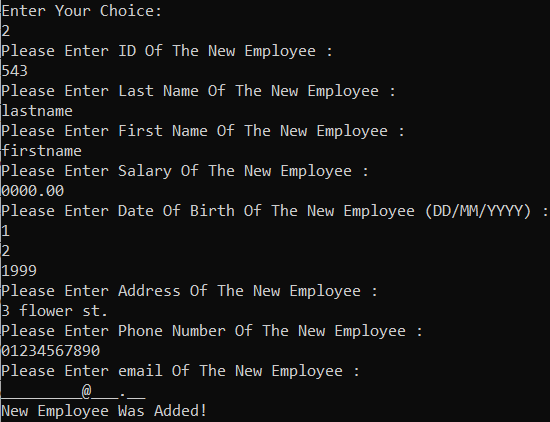 Enter Your Choice:
2
Please Enter ID Of The New Employee :
543
Please Enter Last Name Of The New Employee :
lastname
Please Enter First Name Of The New Employee :
firstname
Please Enter Salary Of The New Employee :
0000.00
Please Enter Date Of Birth Of The New Employee (DD/MM/YYYY) :
1
2
1999
Please Enter Address Of The New Employee :
3 flower st.
Please Enter Phone Number Of The New Employee :
01234567890
Please Enter email Of The New Employee :
_________@___.__
New Employee Was Added!